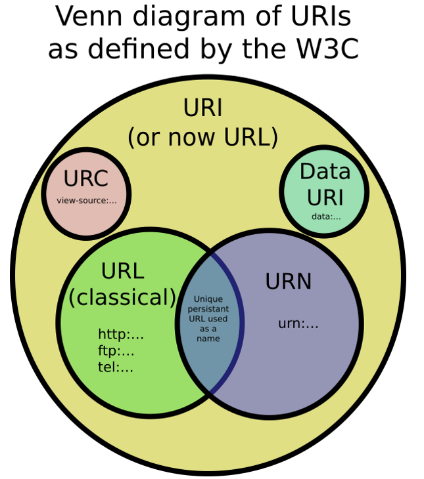 Venn diagram of URIs
as defined by the W3C
URI
(or now URL)
URC
view-source:...
Data
URI
data:...
URL
(classical)
http:...
ftp:...
tel:...
Unique
persistant
URL used
as a
name
URN
urn:...